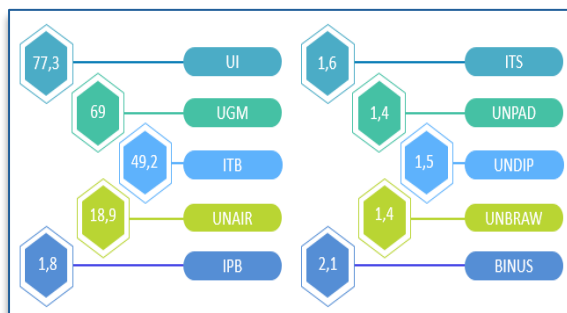 77,3 UI
69 UGM
49,2 ITB
18,9 UNAIR
1,8 IPB
1,6 ITS
1,4 UNPAD
1,5 UNDIP
1,4 UNBRAW
2,1 BINUS